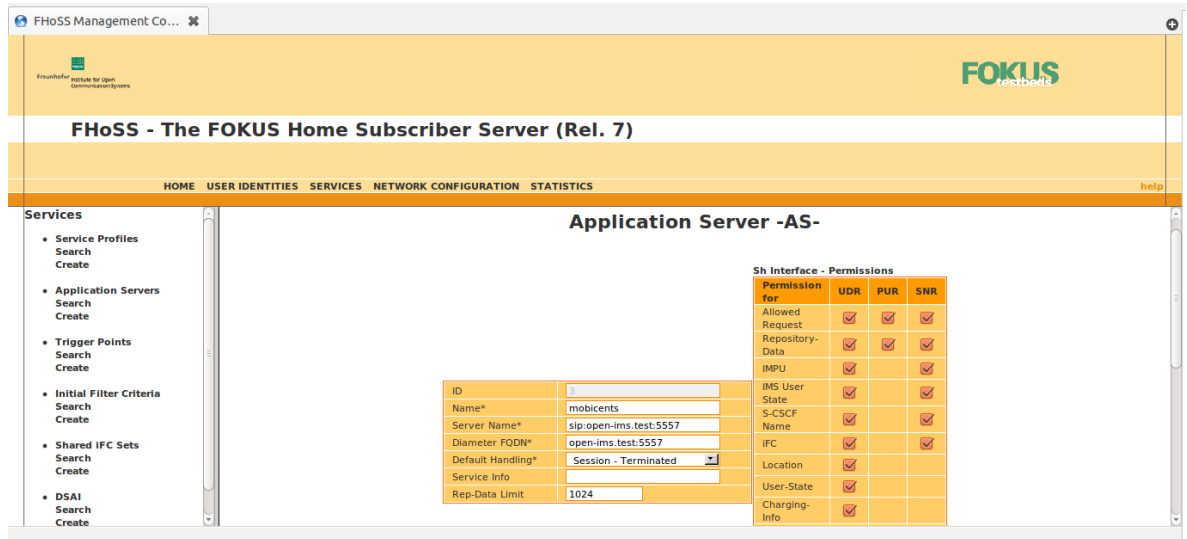 FHoSS Management Co...
Fraunhofer Institute for Open
Communication Systems
FOKUS
testbeds
FHoSS - The FOKUS Home Subscriber Server (Rel. 7)
HOME USER IDENTITIES SERVICES NETWORK CONFIGURATION STATISTICS help
Services
Service Profiles
Search
Create
Application Servers
Search
Create
Trigger Points
Search
Create
Initial Filter Criteria
Search
Create
Shared iFC Sets
Search
Create
DSAI
Search
Create
Application Server -AS-
ID 3
Name* mobicents
Server Name* sip:open-ims.test:5557
Diameter FQDN* open-ims.test:5557
Default Handling* Session - Terminated
Service Info
Rep-Data Limit 1024
Sh Interface - Permissions
Permission for UDR PUR SNR
Allowed
Request
Repository-
Data
IMPU
IMS User
State
S-CSCF
Name
iFC
Location
User-State
Charging-
Info